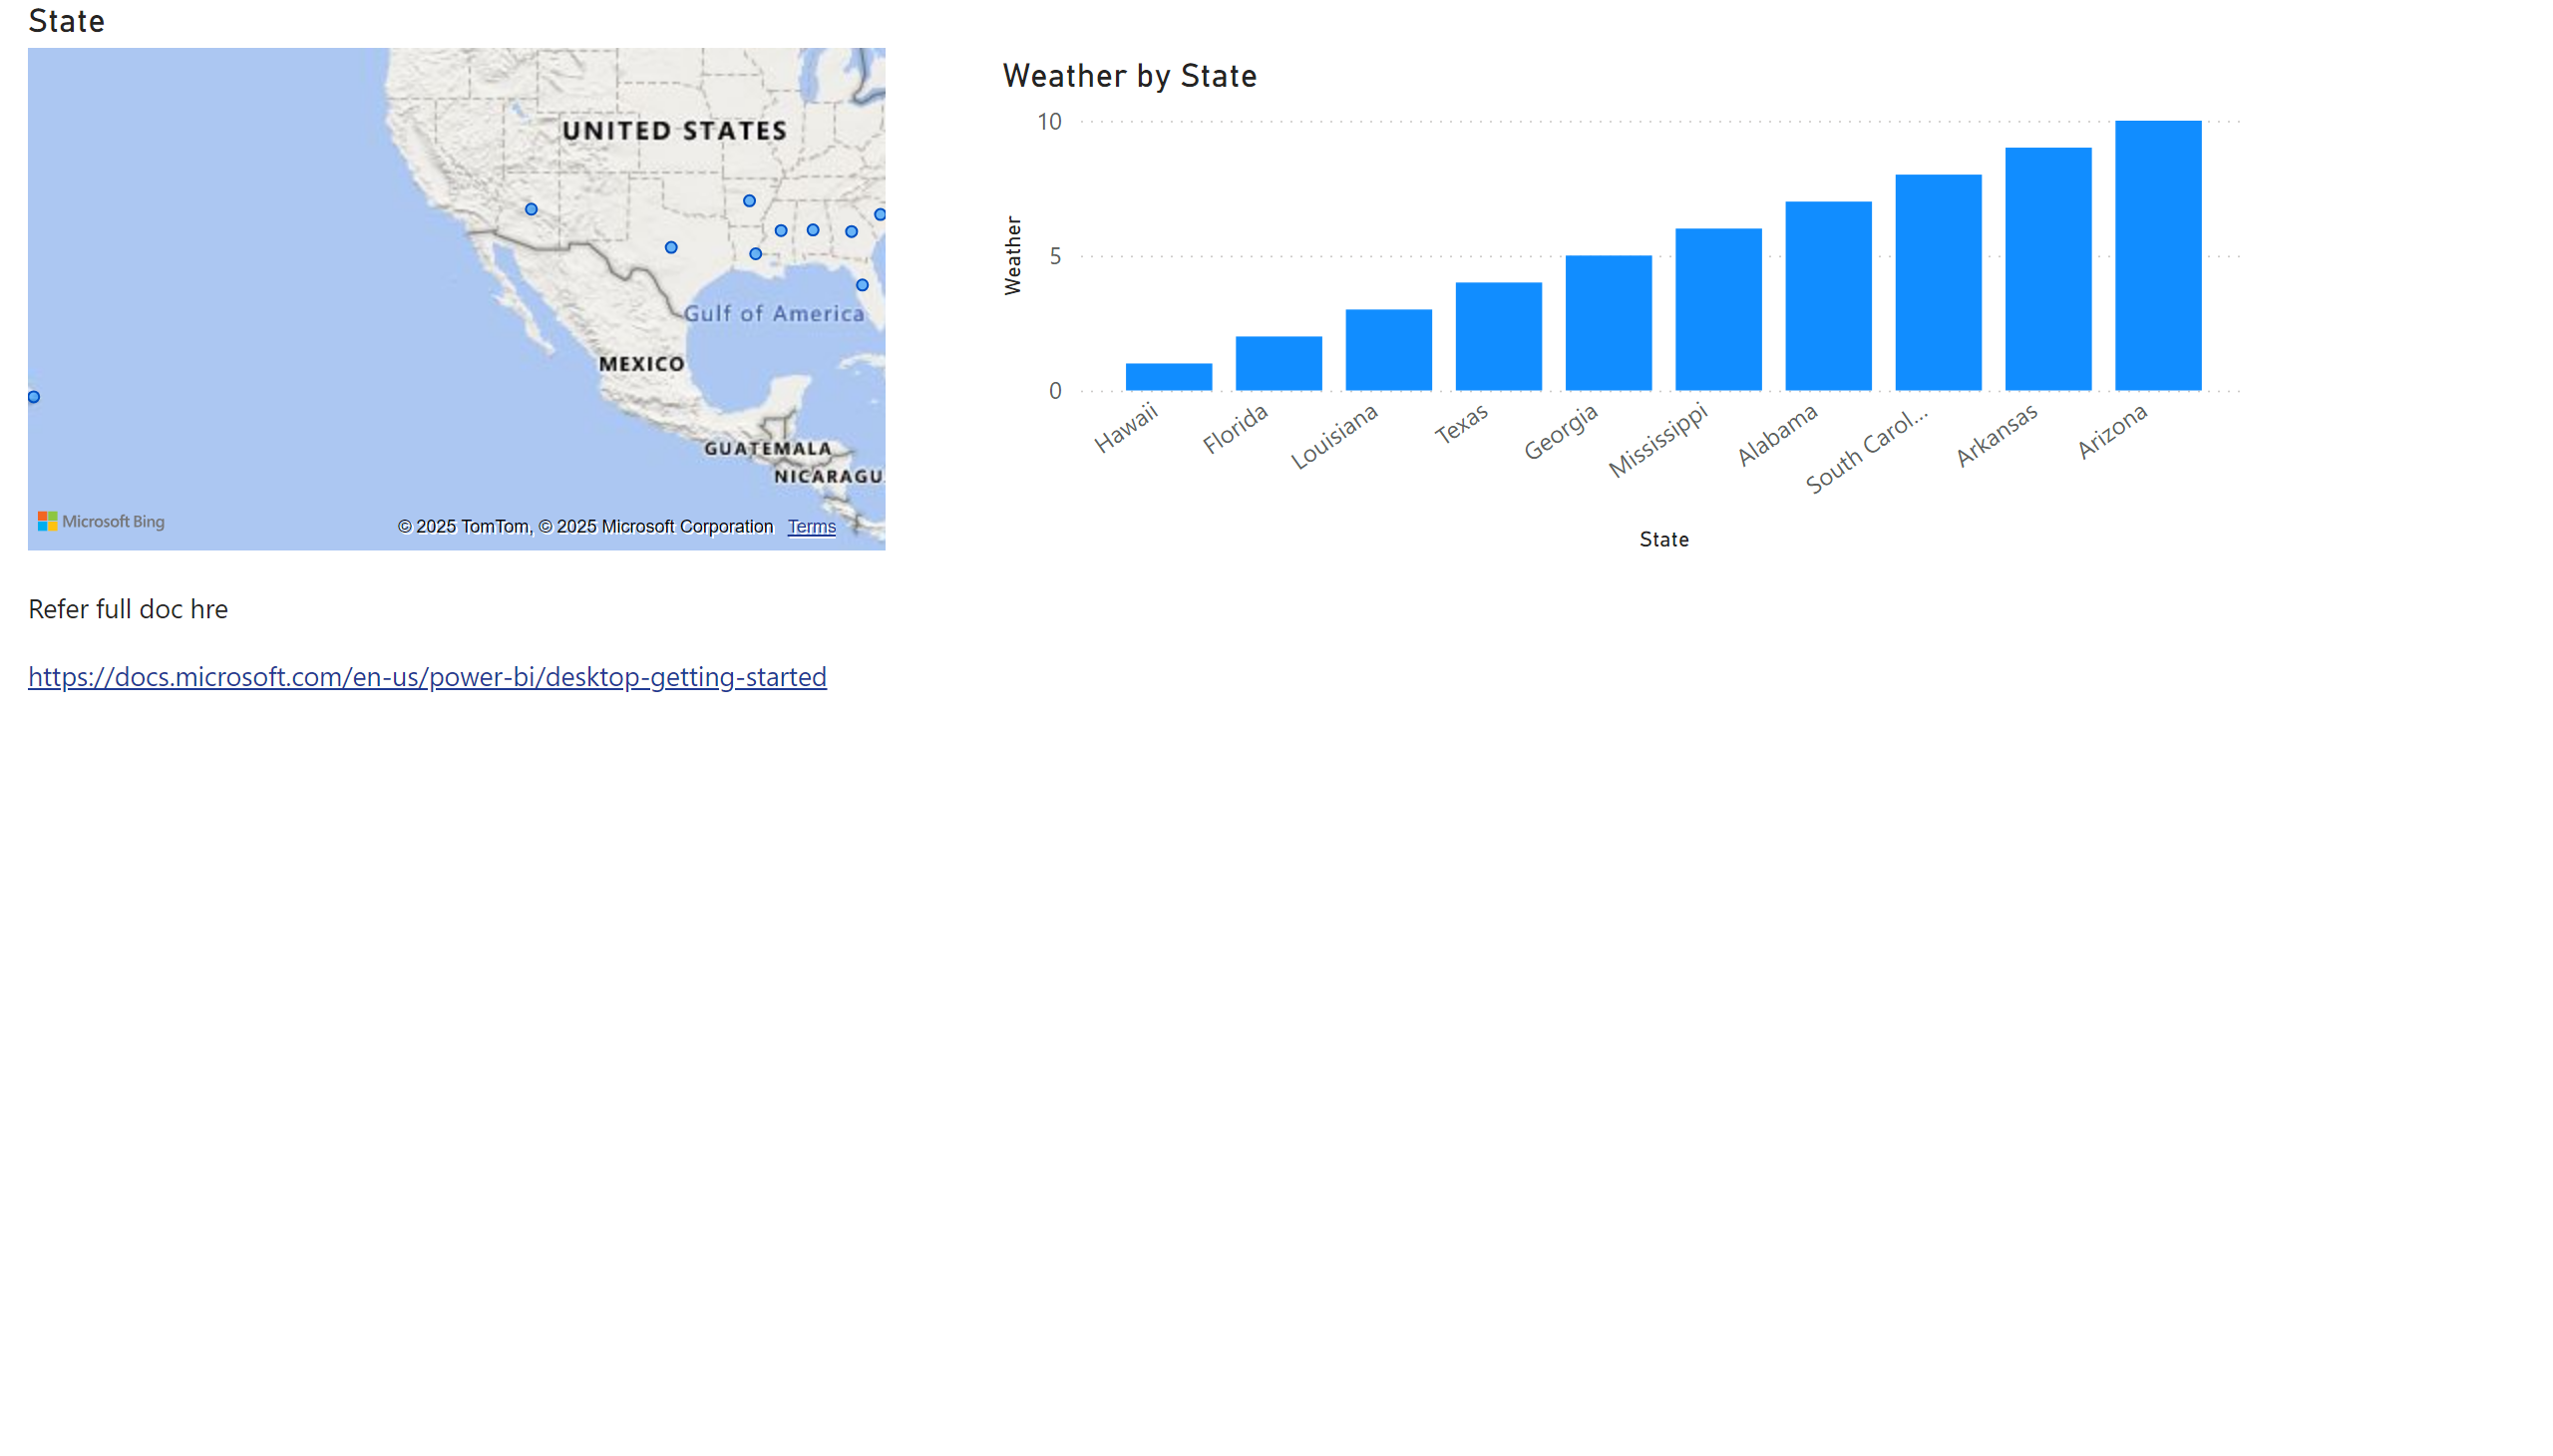 State
UNITED STATES
Gulf of America
MEXICO
GUATEMALA
NICARAGU
Microsoft Bing
© 2025 TomTom, © 2025 Microsoft Corporation Terms
Weather by State
Weather
10
5
0
Hawaii
Florida
Louisiana
Texas
Georgia
Mississippi
Alabama
South Carol...
Arkansas
Arizona
State
Refer full doc hre
https://docs.microsoft.com/en-us/power-bi/desktop-getting-started